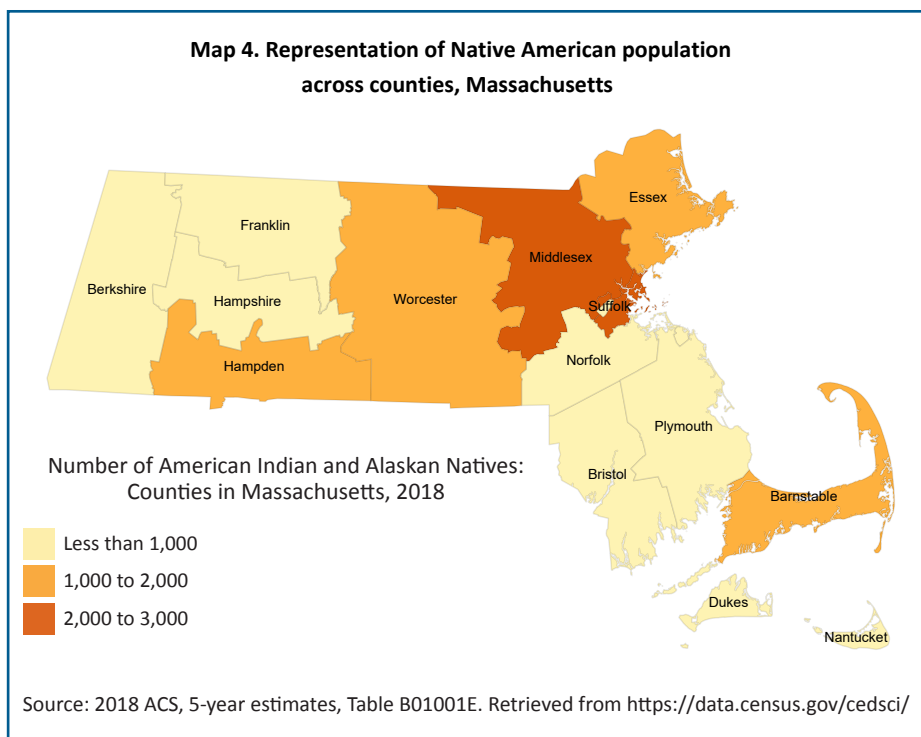 Map 4. Representation of Native American population
across counties, Massachusetts
Essex
Franklin
Middlesex
Berkshire
Hampshire
Worcester
Suffolk
Hampden
Norfolk
Plymouth
Bristol
Barnstable
Dukes
Nantucket
Number of American Indian and Alaskan Natives:
Counties in Massachusetts, 2018
Less than 1,000
1,000 to 2,000
2,000 to 3,000
Source: 2018 ACS, 5-year estimates, Table B01001E. Retrieved from https://data.census.gov/cedsci/